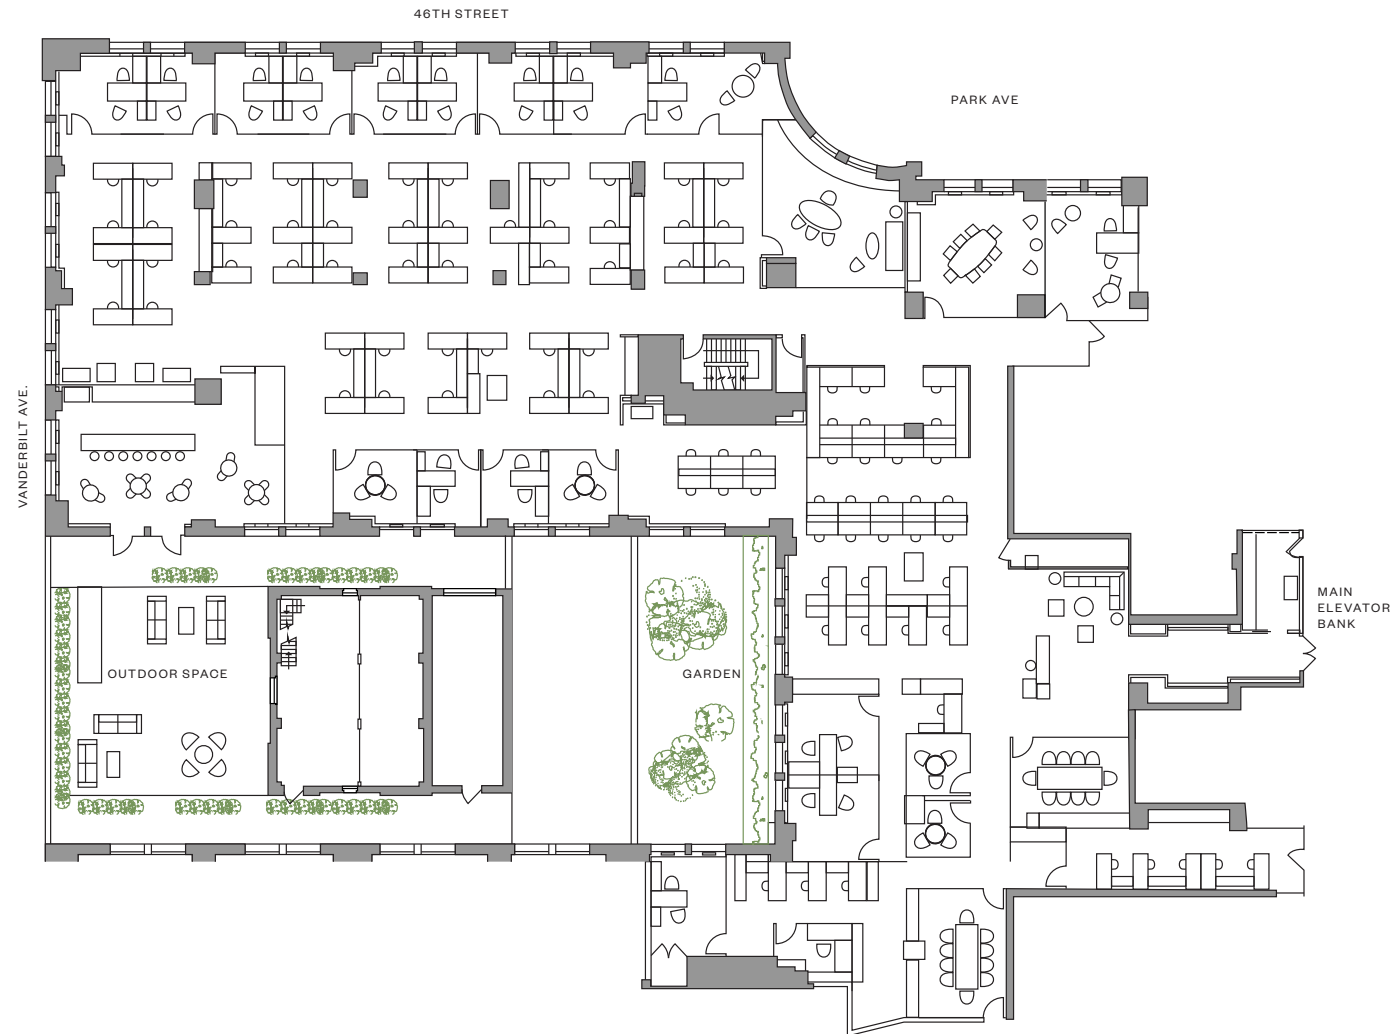 46TH STREET
PARK AVE
VANDERBILT AVE.
OUTDOOR SPACE
GARDEN
MAIN
ELEVATOR
BANK